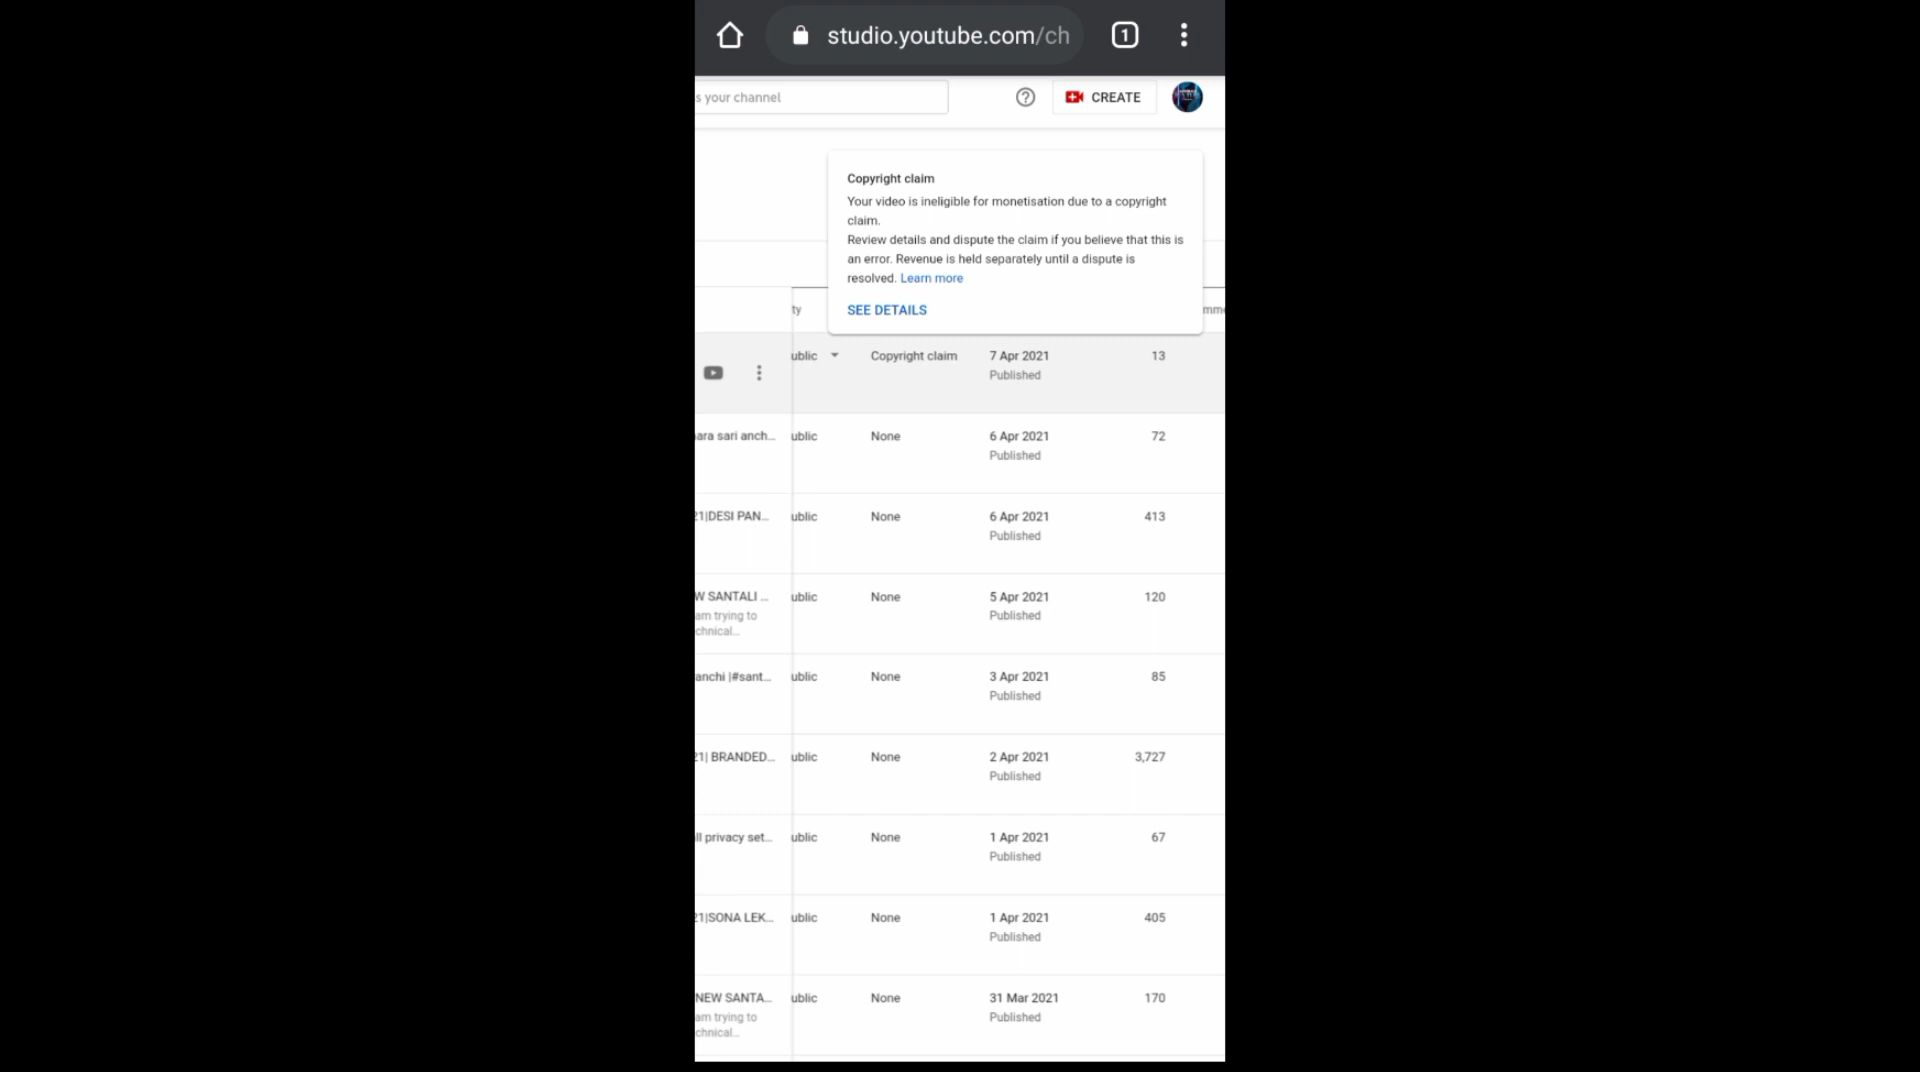 studio.youtube.com/ch
1
s your channel
CREATE
Copyright claim
Your video is ineligible for monetisation due to a copyright
claim.
Review details and dispute the claim if you believe that this is
an error. Revenue is held separately until a dispute is
resolved. Learn more
SEE DETAILS
ty
mme
ublic Copyright claim 7 Apr 2021 13
Published
ara sari anch... ublic None 6 Apr 2021 72
Published
21|DESI PAN... ublic None 6 Apr 2021 413
Published
W SANTALI ... ublic None 5 Apr 2021 120
am trying to Published
chnical...
anchi |#sant... ublic None 3 Apr 2021 85
Published
21| BRANDED... ublic None 2 Apr 2021 3,727
Published
ll privacy set... ublic None 1 Apr 2021 67
Published
21|SONA LEK... ublic None 1 Apr 2021 405
Published
NEW SANTA... ublic None 31 Mar 2021 170
am trying to Published
chnical...